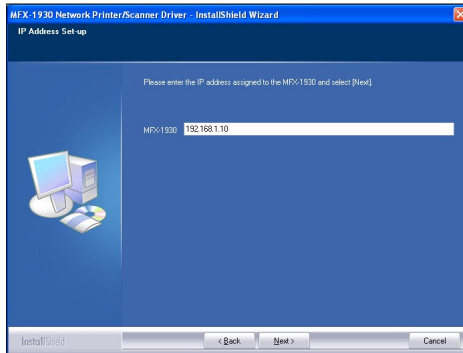 MFX-1930 Network Printer/Scanner Driver - InstallShield Wizard
IP Address Set-up
Please enter the IP address assigned to the MFX-1930 and select [Next].
MFX-1930 192.168.1.10
InstallShield
< Back Next > Cancel